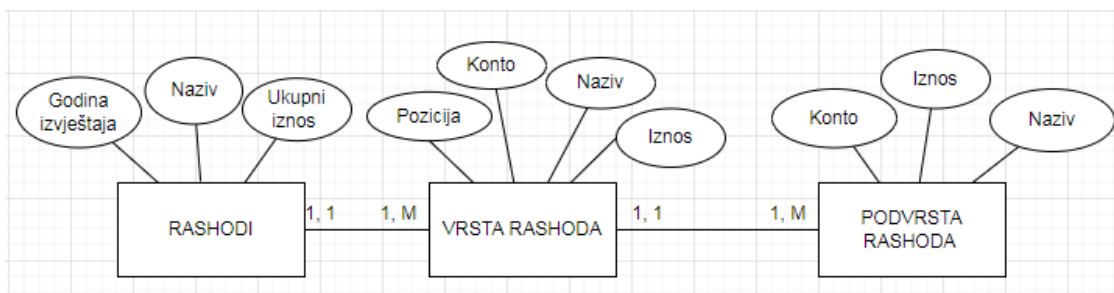 Godina
izvještaja
Naziv
Ukupni
iznos
Pozicija
Konto
Naziv
Iznos
Konto
Iznos
Naziv
RASHODI
1, 1
1, M
VRSTA RASHODA
1, 1
1, M
PODVRSTA
RASHODA